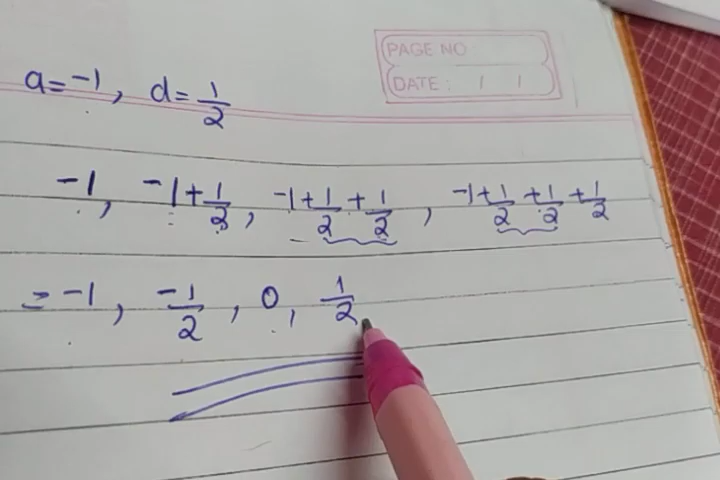 PAGE NO
DATE : / /
a=-1, d=1/2
-1, -1+1/2, -1+1/2+1/2, -1+1/2+1/2+1/2
=-1, -1/2, 0, 1/2